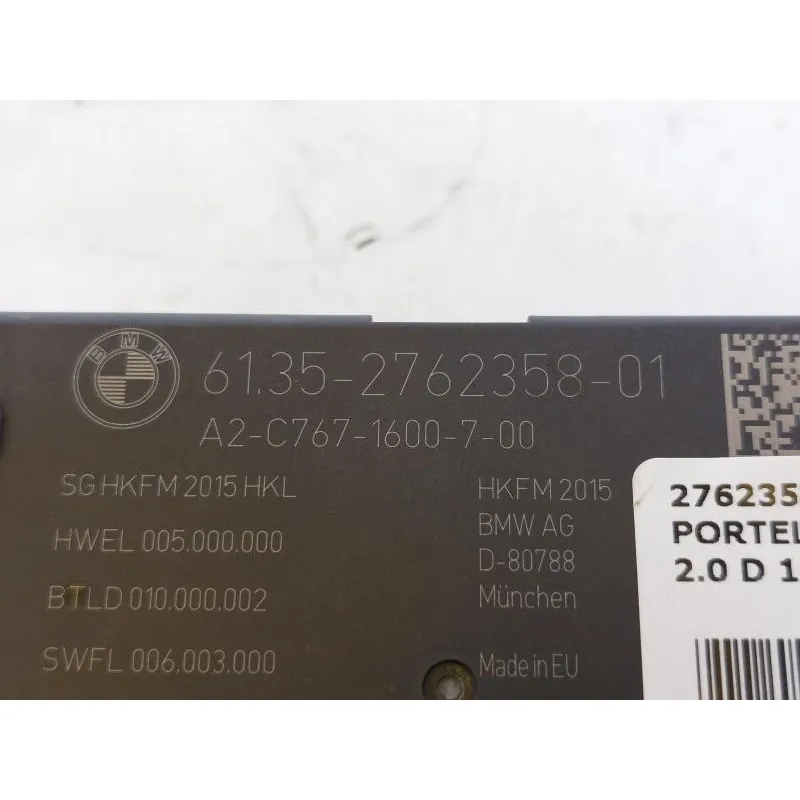 BMW
61.35-2762358-01
A2-C767-1600-7-00
SG HKFM 2015 HKL
HWEL 005.000.000
BTLD 010.000.002
SWFL 006.003.000
HKFM 2015
BMW AG
D-80788
München
Made in EU
276235
PORTEL
2.0 D 1